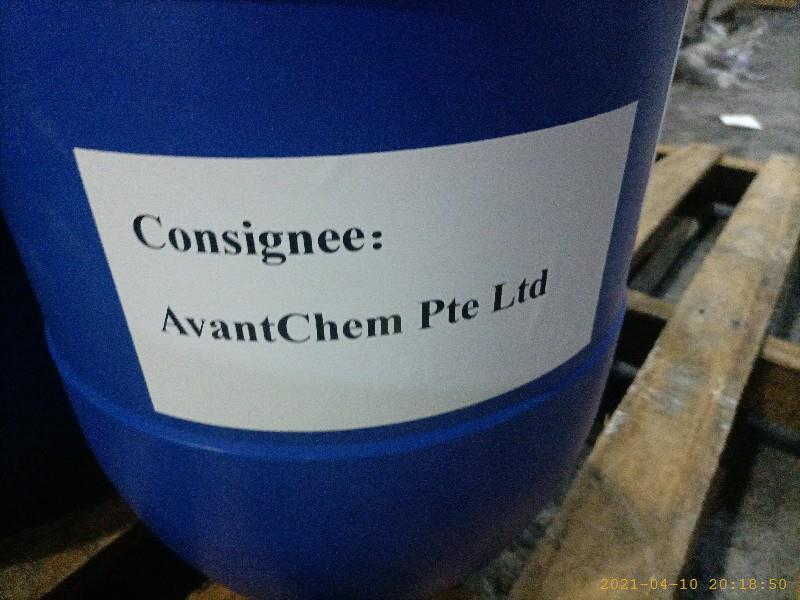 Consignee:
AvantChem Pte Ltd
2021-04-10 20:18:50